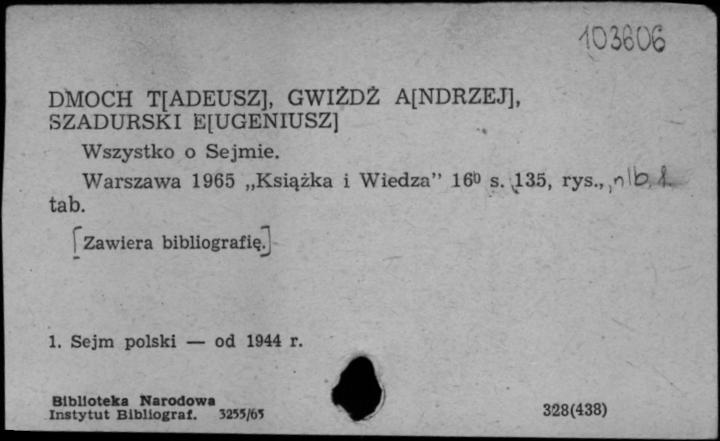 103606
DMOCH T[ADEUSZ], GWIŻDŻ A[NDRZEJ],
SZADURSKI E[UGENIUSZ]
Wszystko o Sejmie.
Warszawa 1965 „Książka i Wiedza” 16⁰ s. 135, rys., nlb.
tab.
[Zawiera bibliografię.]
1. Sejm polski — od 1944 r.
Biblioteka Narodowa
Instytut Bibliograf. 3255/65
328(438)